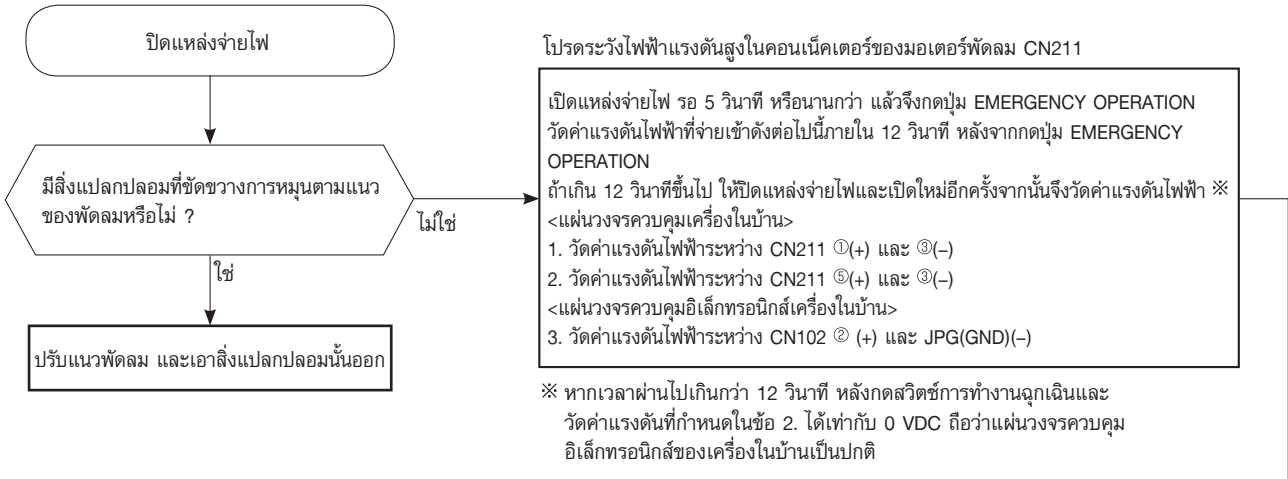 ปิดแหล่งจ่ายไฟ
มีสิ่งแปลกปลอมที่ขัดขวางการหมุนตามแนว
ของพัดลมหรือไม่ ?
ไม่ใช่
ใช่
ปรับแนวพัดลม และเอาสิ่งแปลกปลอมนั้นออก
โปรดระวังไฟฟ้าแรงดันสูงในคอนเน็คเตอร์ของมอเตอร์พัดลม CN211
เปิดแหล่งจ่ายไฟ รอ 5 วินาที หรือนานกว่า แล้วจึงกดปุ่ม EMERGENCY OPERATION
วัดค่าแรงดันไฟฟ้าที่จ่ายเข้าดังต่อไปนี้ภายใน 12 วินาที หลังจากกดปุ่ม EMERGENCY
OPERATION
ถ้าเกิน 12 วินาทีขึ้นไป ให้ปิดแหล่งจ่ายไฟและเปิดใหม่อีกครั้งจากนั้นจึงวัดค่าแรงดันไฟฟ้า ※
<แผ่นวงจรควบคุมเครื่องในบ้าน>
1. วัดค่าแรงดันไฟฟ้าระหว่าง CN211 ①(+) และ ③(–)
2. วัดค่าแรงดันไฟฟ้าระหว่าง CN211 ⑤(+) และ ③(–)
<แผ่นวงจรควบคุมอิเล็กทรอนิกส์เครื่องในบ้าน>
3. วัดค่าแรงดันไฟฟ้าระหว่าง CN102 ② (+) และ JPG(GND)(–)
※ หากเวลาผ่านไปเกินกว่า 12 วินาที หลังกดสวิตช์การทำงานฉุกเฉินและ
วัดค่าแรงดันที่กำหนดในข้อ 2. ได้เท่ากับ 0 VDC ถือว่าแผ่นวงจรควบคุม
อิเล็กทรอนิกส์ของเครื่องในบ้านเป็นปกติ